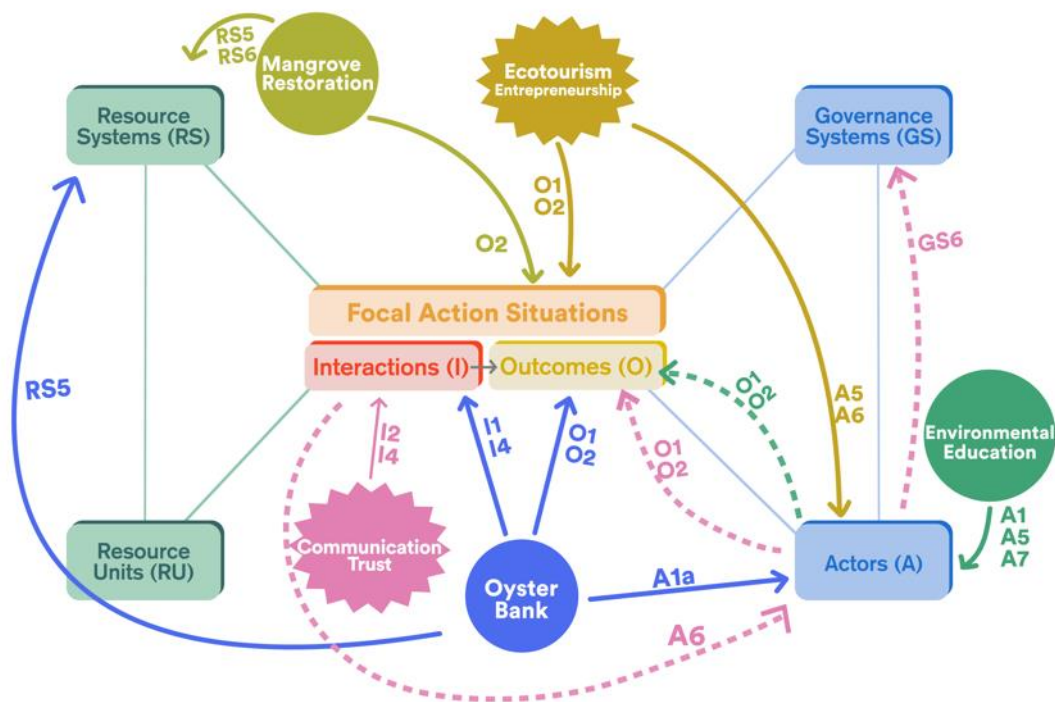 RS5
RS6
Mangrove
Restoration
Ecotourism
Entrepreneurship
Resource
Systems (RS)
Governance
Systems (GS)
O1
O2
O2
GS6
Focal Action Situations
Interactions (I)
Outcomes (O)
RS5
I2
I4
I1
I4
O1
O2
O1
O2
O1
O2
A5
A6
Environmental
Education
A1
A5
A7
Resource
Units (RU)
Communication
Trust
Oyster
Bank
A1a
Actors (A)
A6